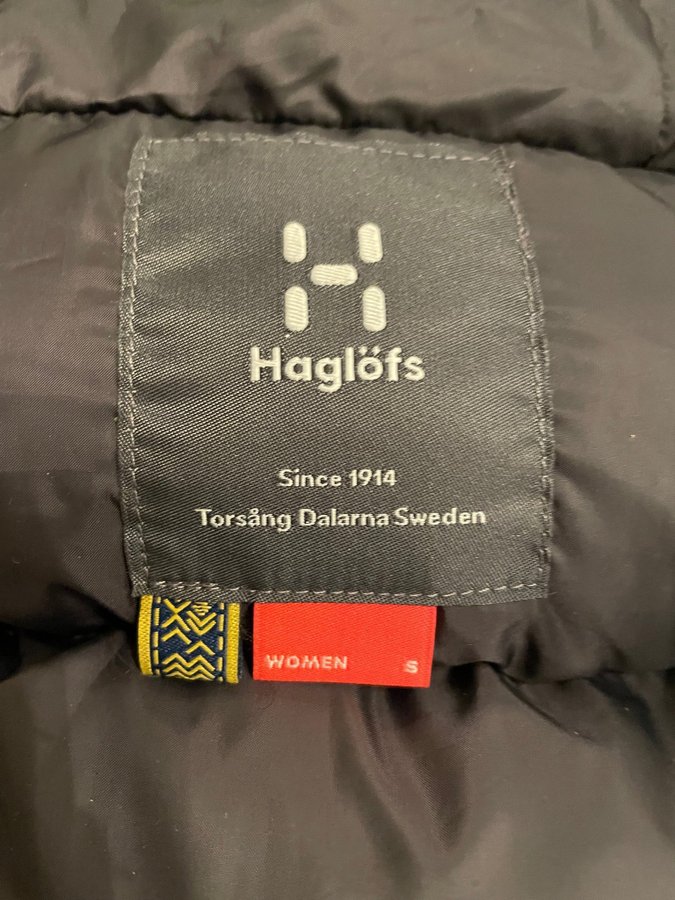 Haglöfs
Since 1914
Torsång Dalarna Sweden
WOMEN S